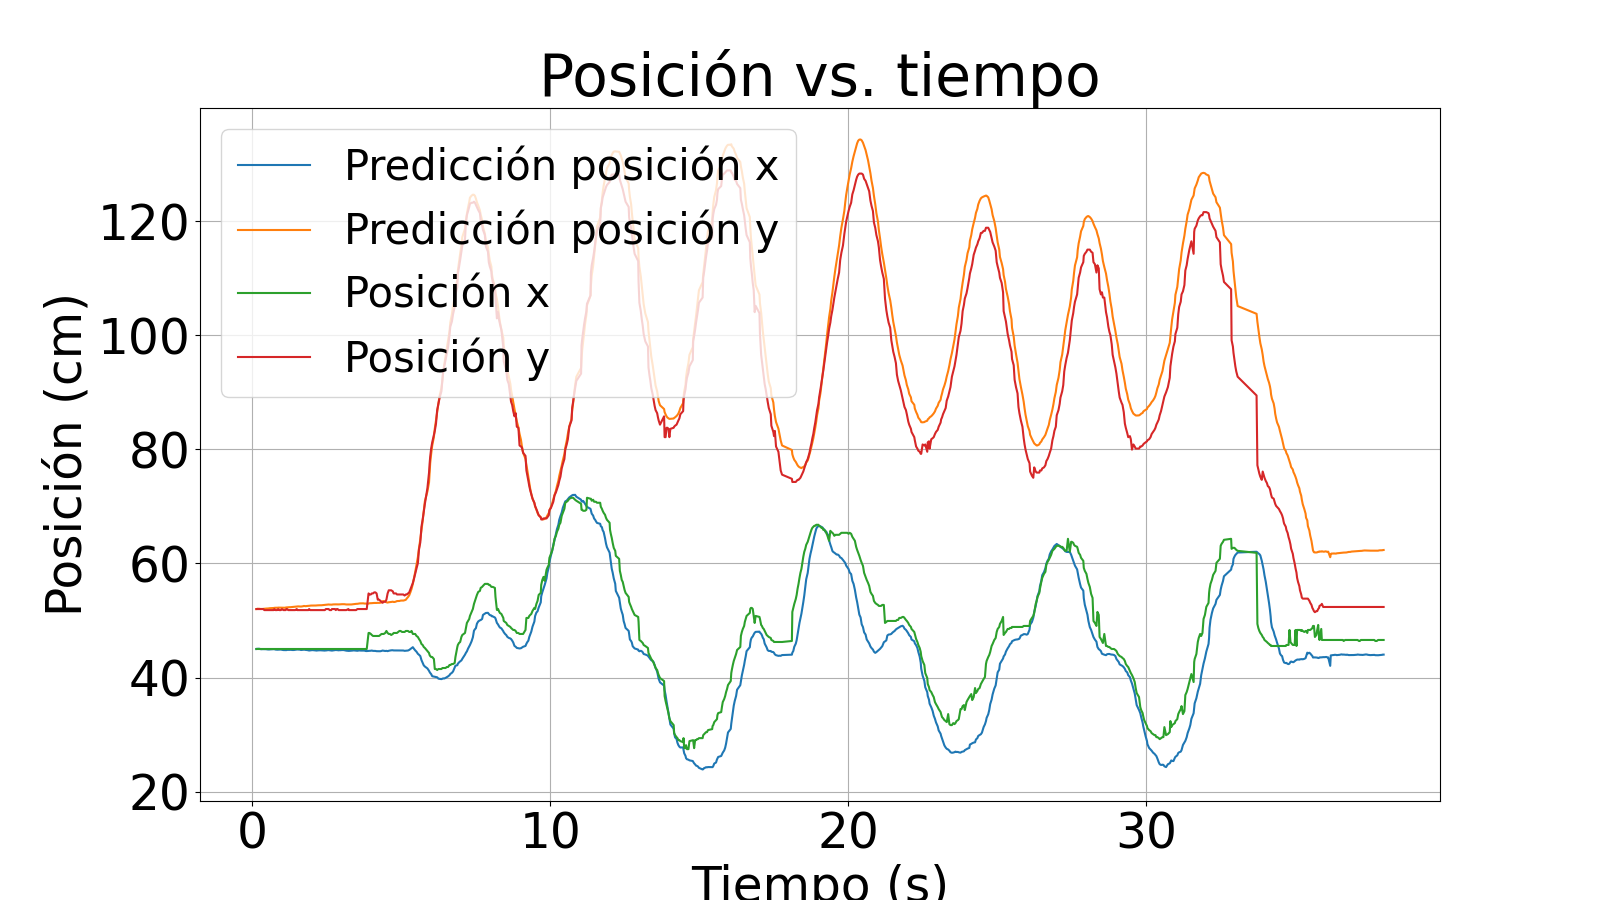 Posición vs. tiempo
Predicción posición x
Predicción posición y
Posición x
Posición y
Posición (cm)
120
100
80
60
40
20
0 10 20 30
Tiempo (s)